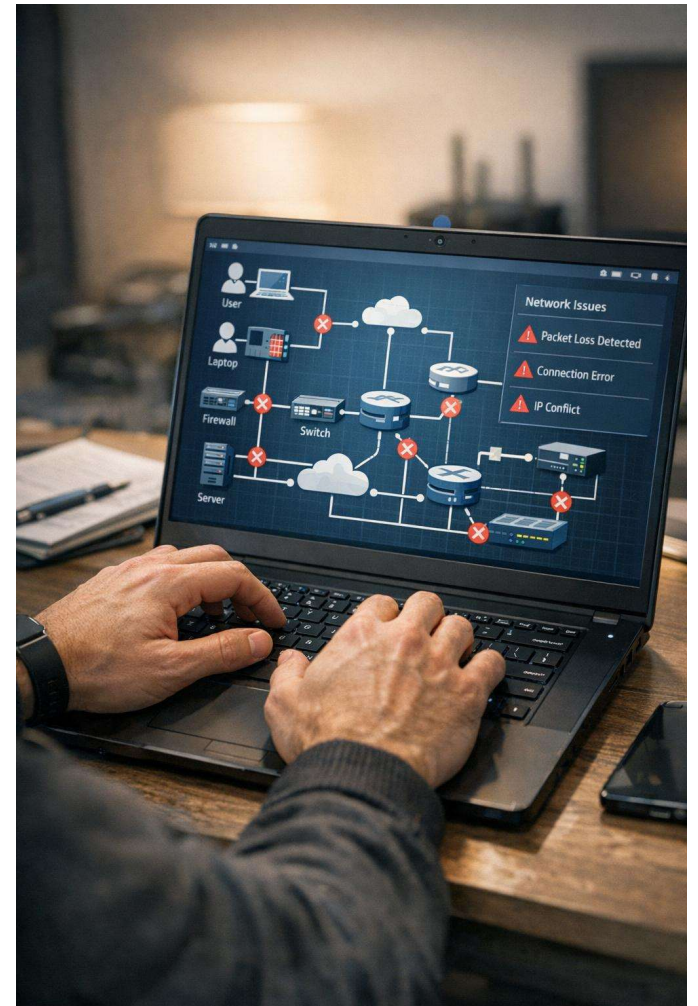 User
Laptop
Firewall
Switch
Server
Network Issues
Packet Loss Detected
Connection Error
IP Conflict